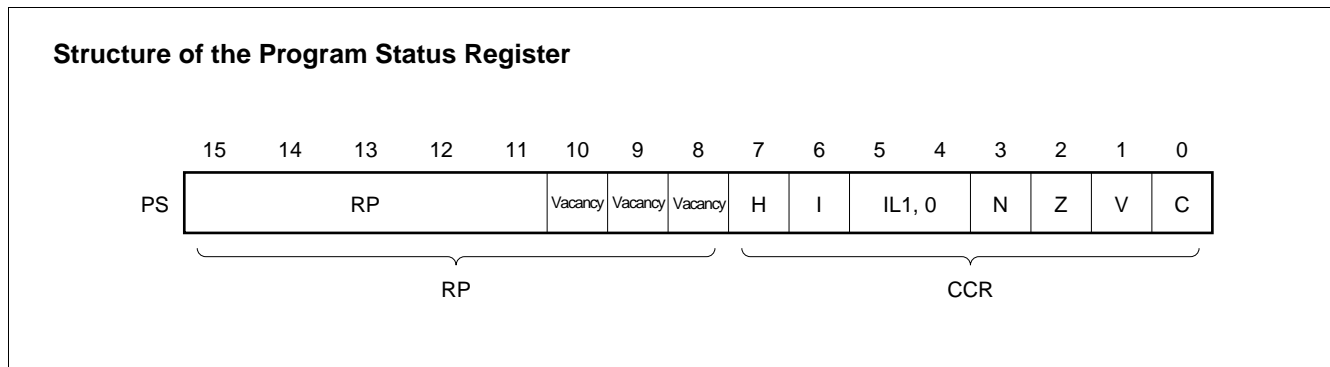 Structure of the Program Status Register
15 14 13 12 11 10 9 8 7 6 5 4 3 2 1 0
PS RP Vacancy Vacancy Vacancy H I IL1, 0 N Z V C
RP CCR